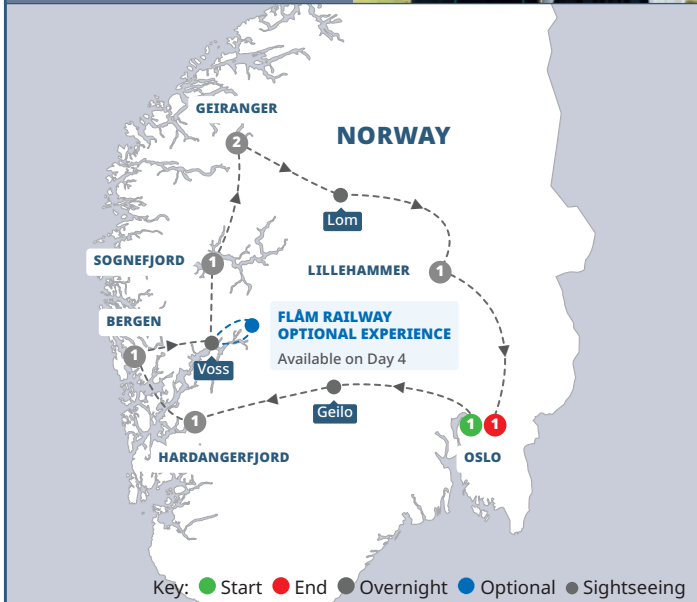 GEIRANGER
2
NORWAY
Lom
SOGNEFJORD
1
LILLEHAMMER
1
BERGEN
1
FLÅM RAILWAY
OPTIONAL EXPERIENCE
Available on Day 4
Voss
Geilo
1
HARDANGERFJORD
1
1
OSLO
Key: Start End Overnight Optional Sightseeing